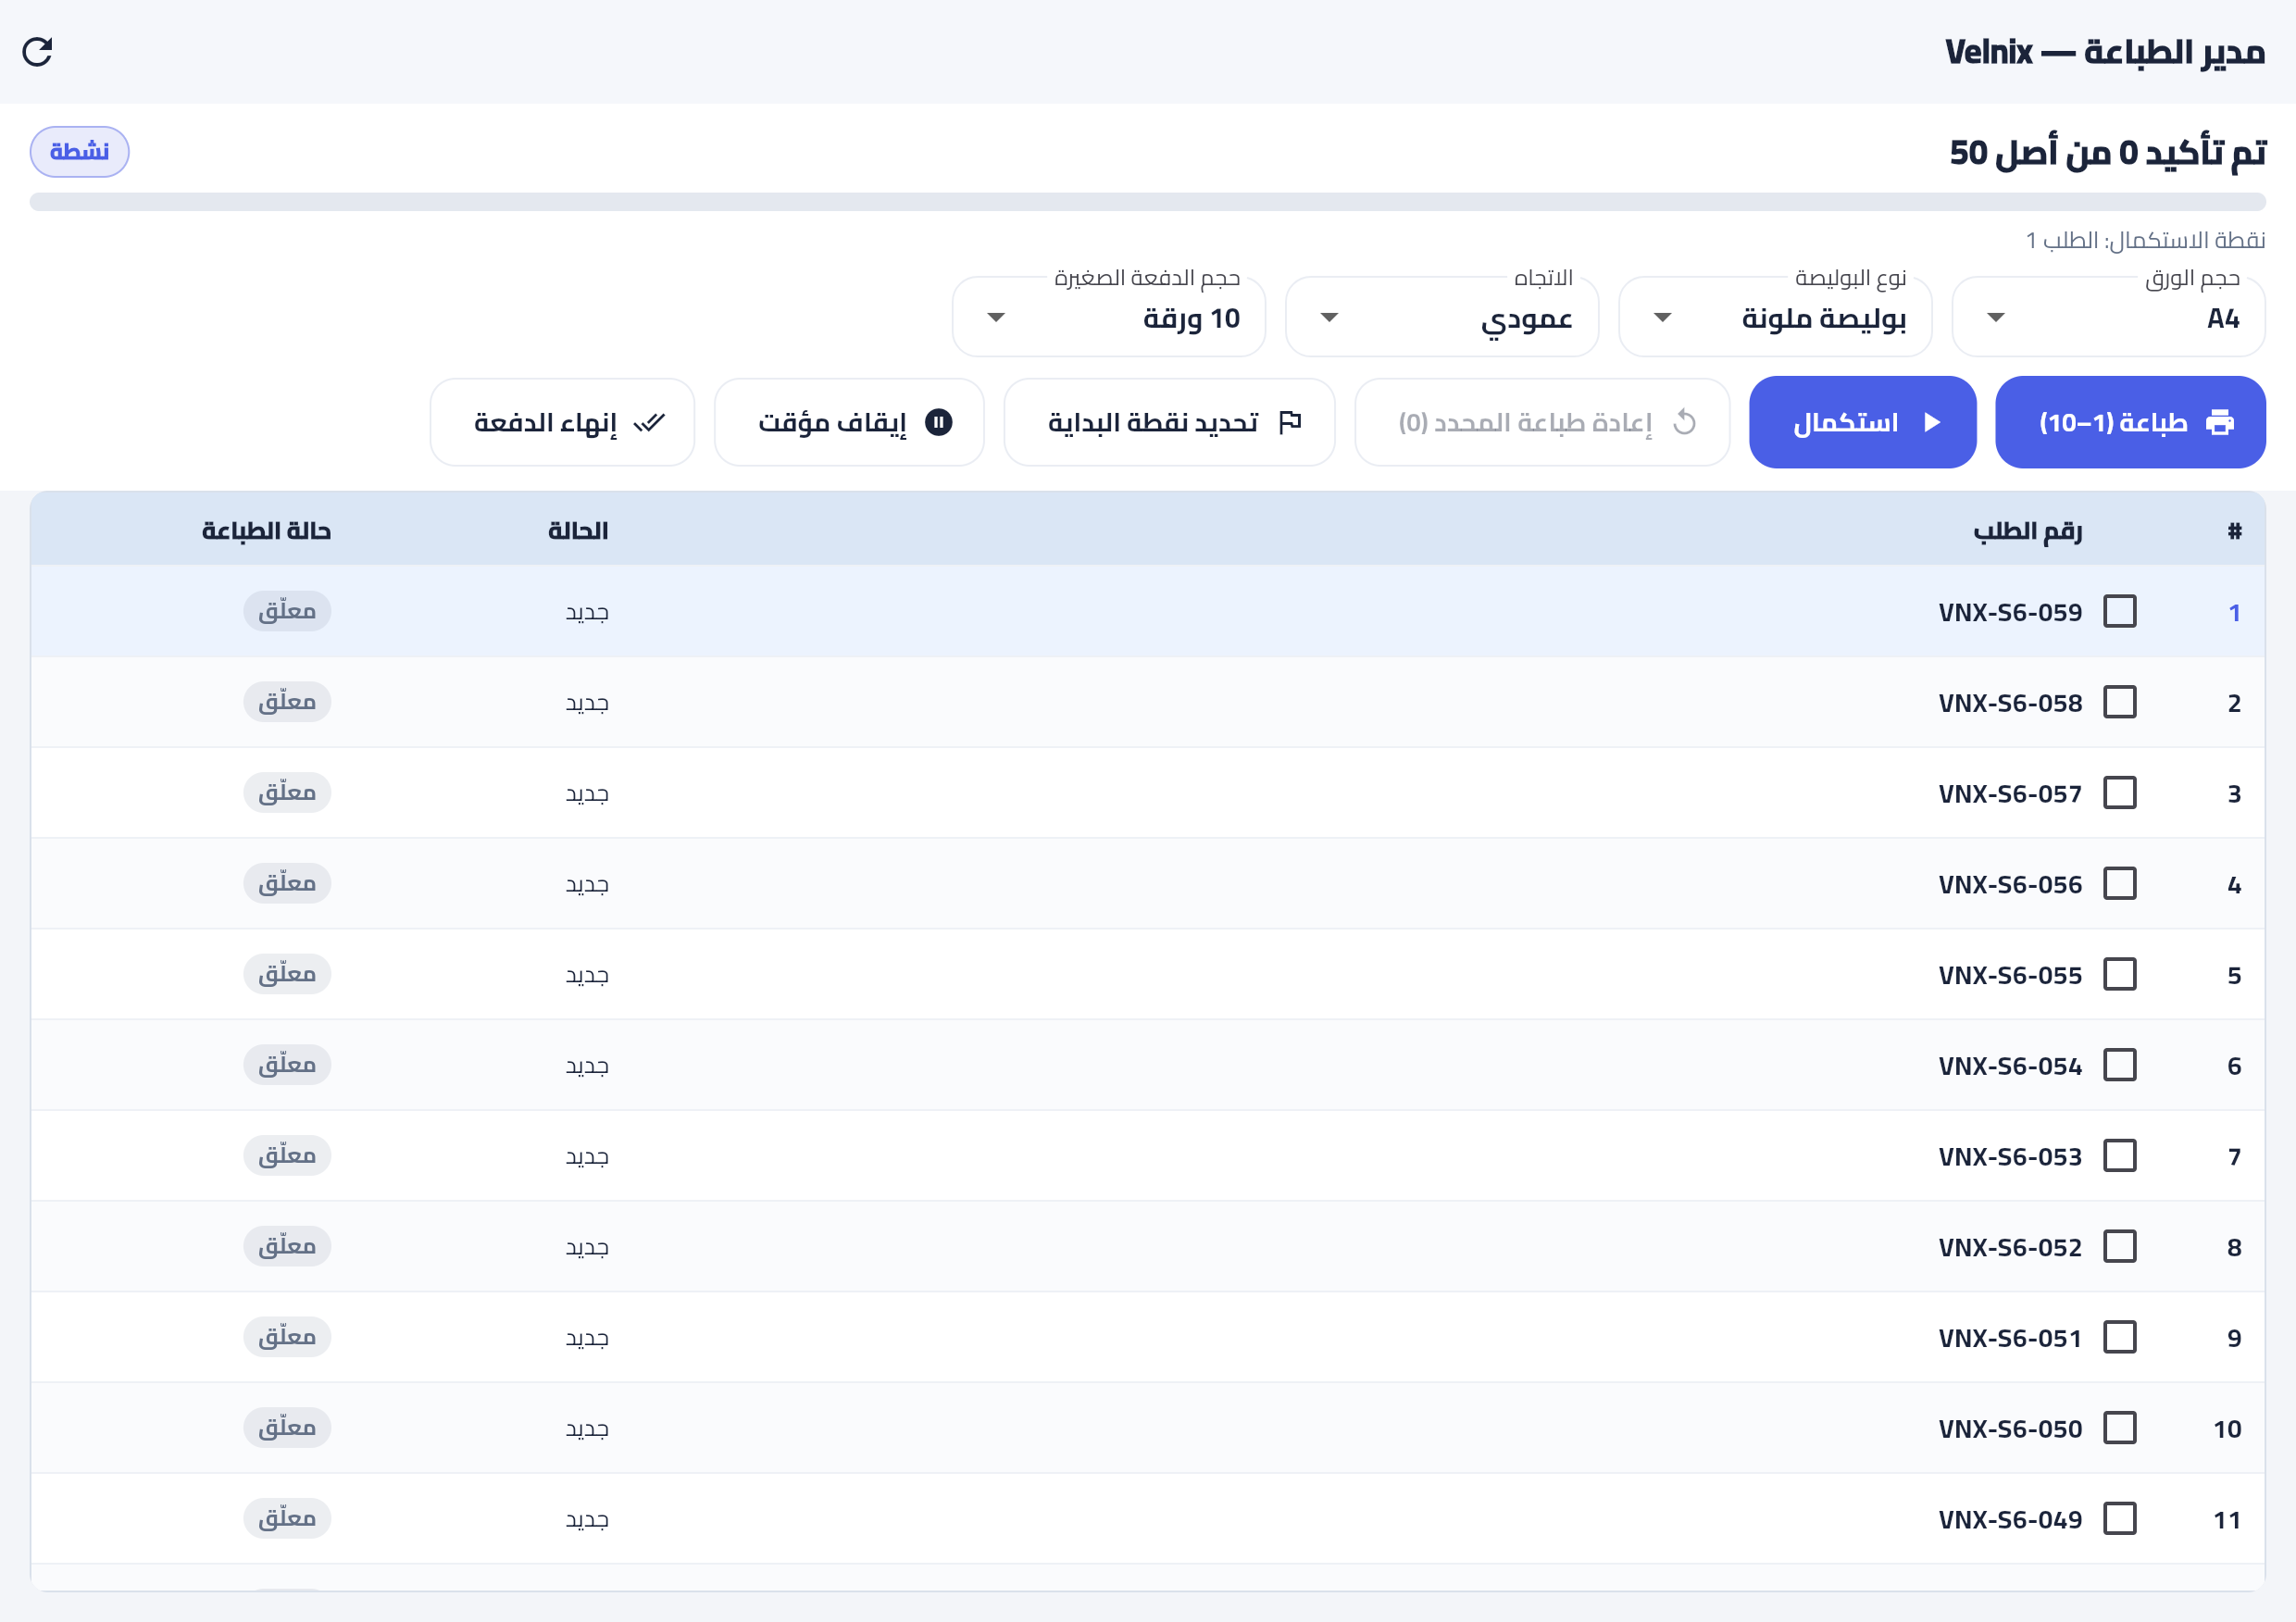 مدير الطباعة — Velnix
تم تأكيد 0 من أصل 50
نشطة
نقطة الاستكمال: الطلب 1
حجم الورق
A4
نوع البوليصة
بوليصة ملونة
الاتجاه
عمودي
حجم الدفعة الصغيرة
10 ورقة
طباعة (1–10)
استكمال
إعادة طباعة المحدد (0)
تحديد نقطة البداية
إيقاف مؤقت
إنهاء الدفعة
# رقم الطلب الحالة حالة الطباعة
1 VNX-S6-059 جديد معلّق
2 VNX-S6-058 جديد معلّق
3 VNX-S6-057 جديد معلّق
4 VNX-S6-056 جديد معلّق
5 VNX-S6-055 جديد معلّق
6 VNX-S6-054 جديد معلّق
7 VNX-S6-053 جديد معلّق
8 VNX-S6-052 جديد معلّق
9 VNX-S6-051 جديد معلّق
10 VNX-S6-050 جديد معلّق
11 VNX-S6-049 جديد معلّق